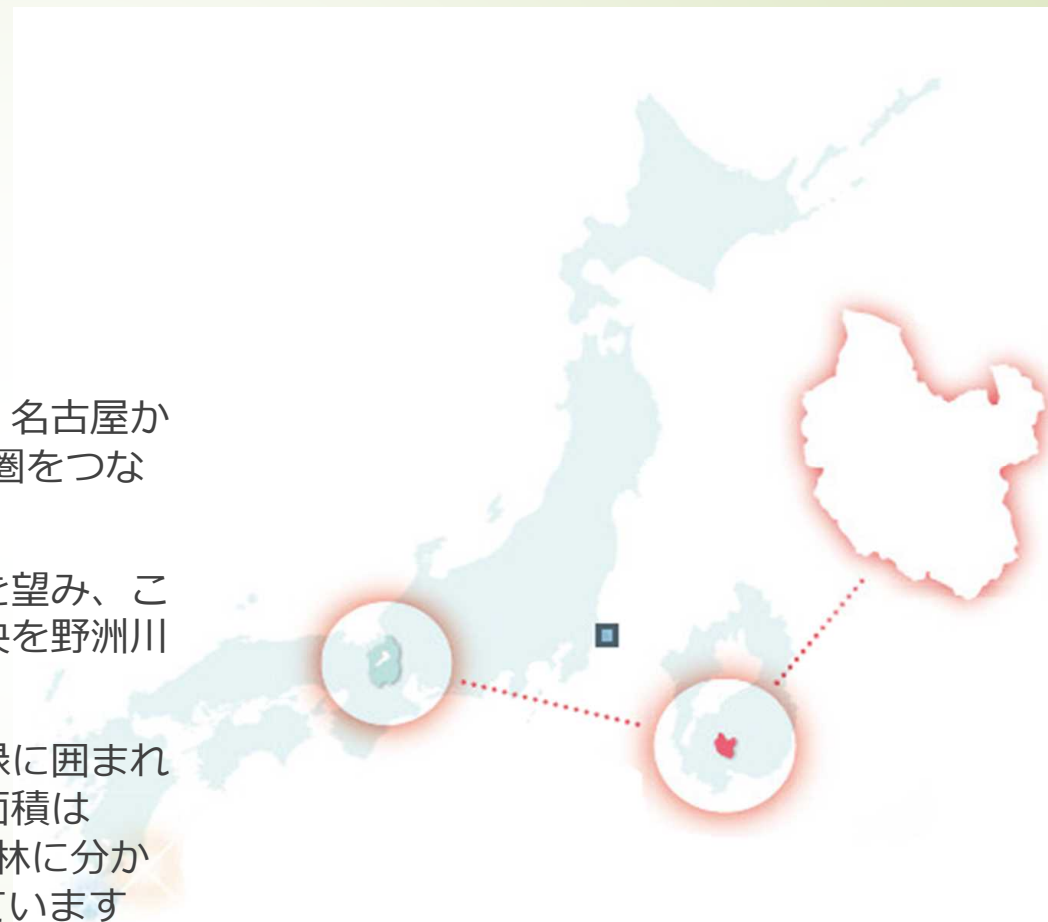 名古屋か
圏をつな
を望み、こ
央を野洲川
緑に囲まれ
面積は
林に分か
ています